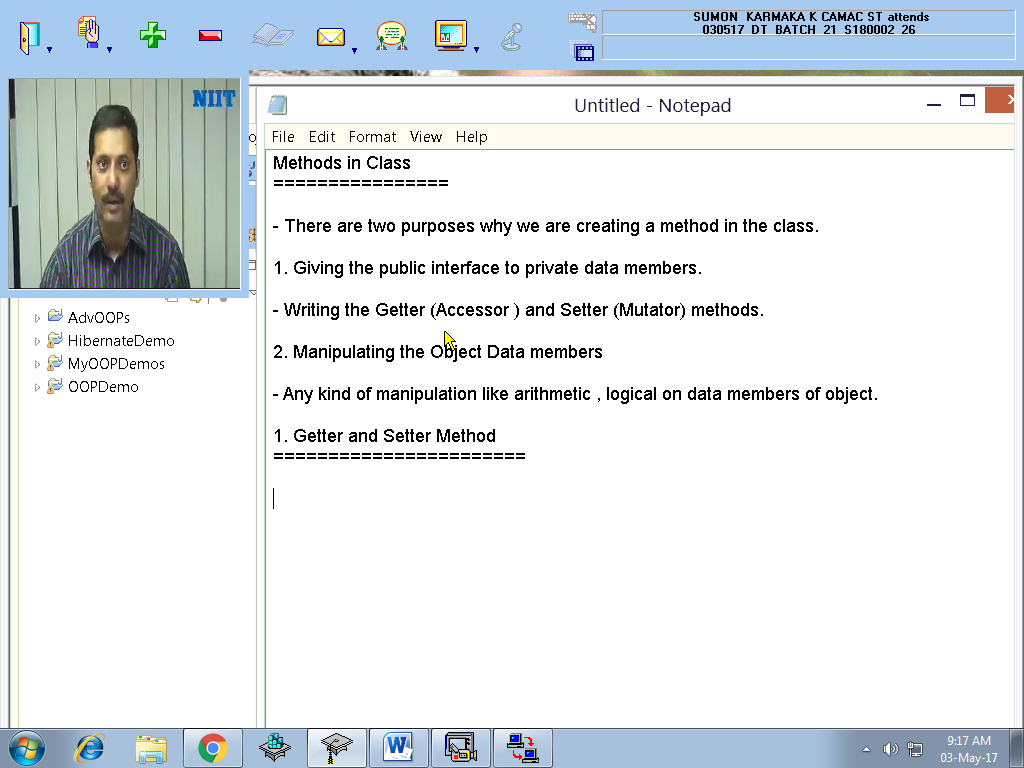 SUMON KARMAKA K CAMAC ST attends
030517 DT BATCH 21 S180002 26
NIIT
Untitled - Notepad
File Edit Format View Help
Methods in Class
================
- There are two purposes why we are creating a method in the class.
1. Giving the public interface to private data members.
- Writing the Getter (Accessor ) and Setter (Mutator) methods.
2. Manipulating the Object Data members
- Any kind of manipulation like arithmetic , logical on data members of object.
1. Getter and Setter Method
=======================
AdvOOPs
HibernateDemo
MyOOPDemos
OOPDemo
9:17 AM
03-May-17